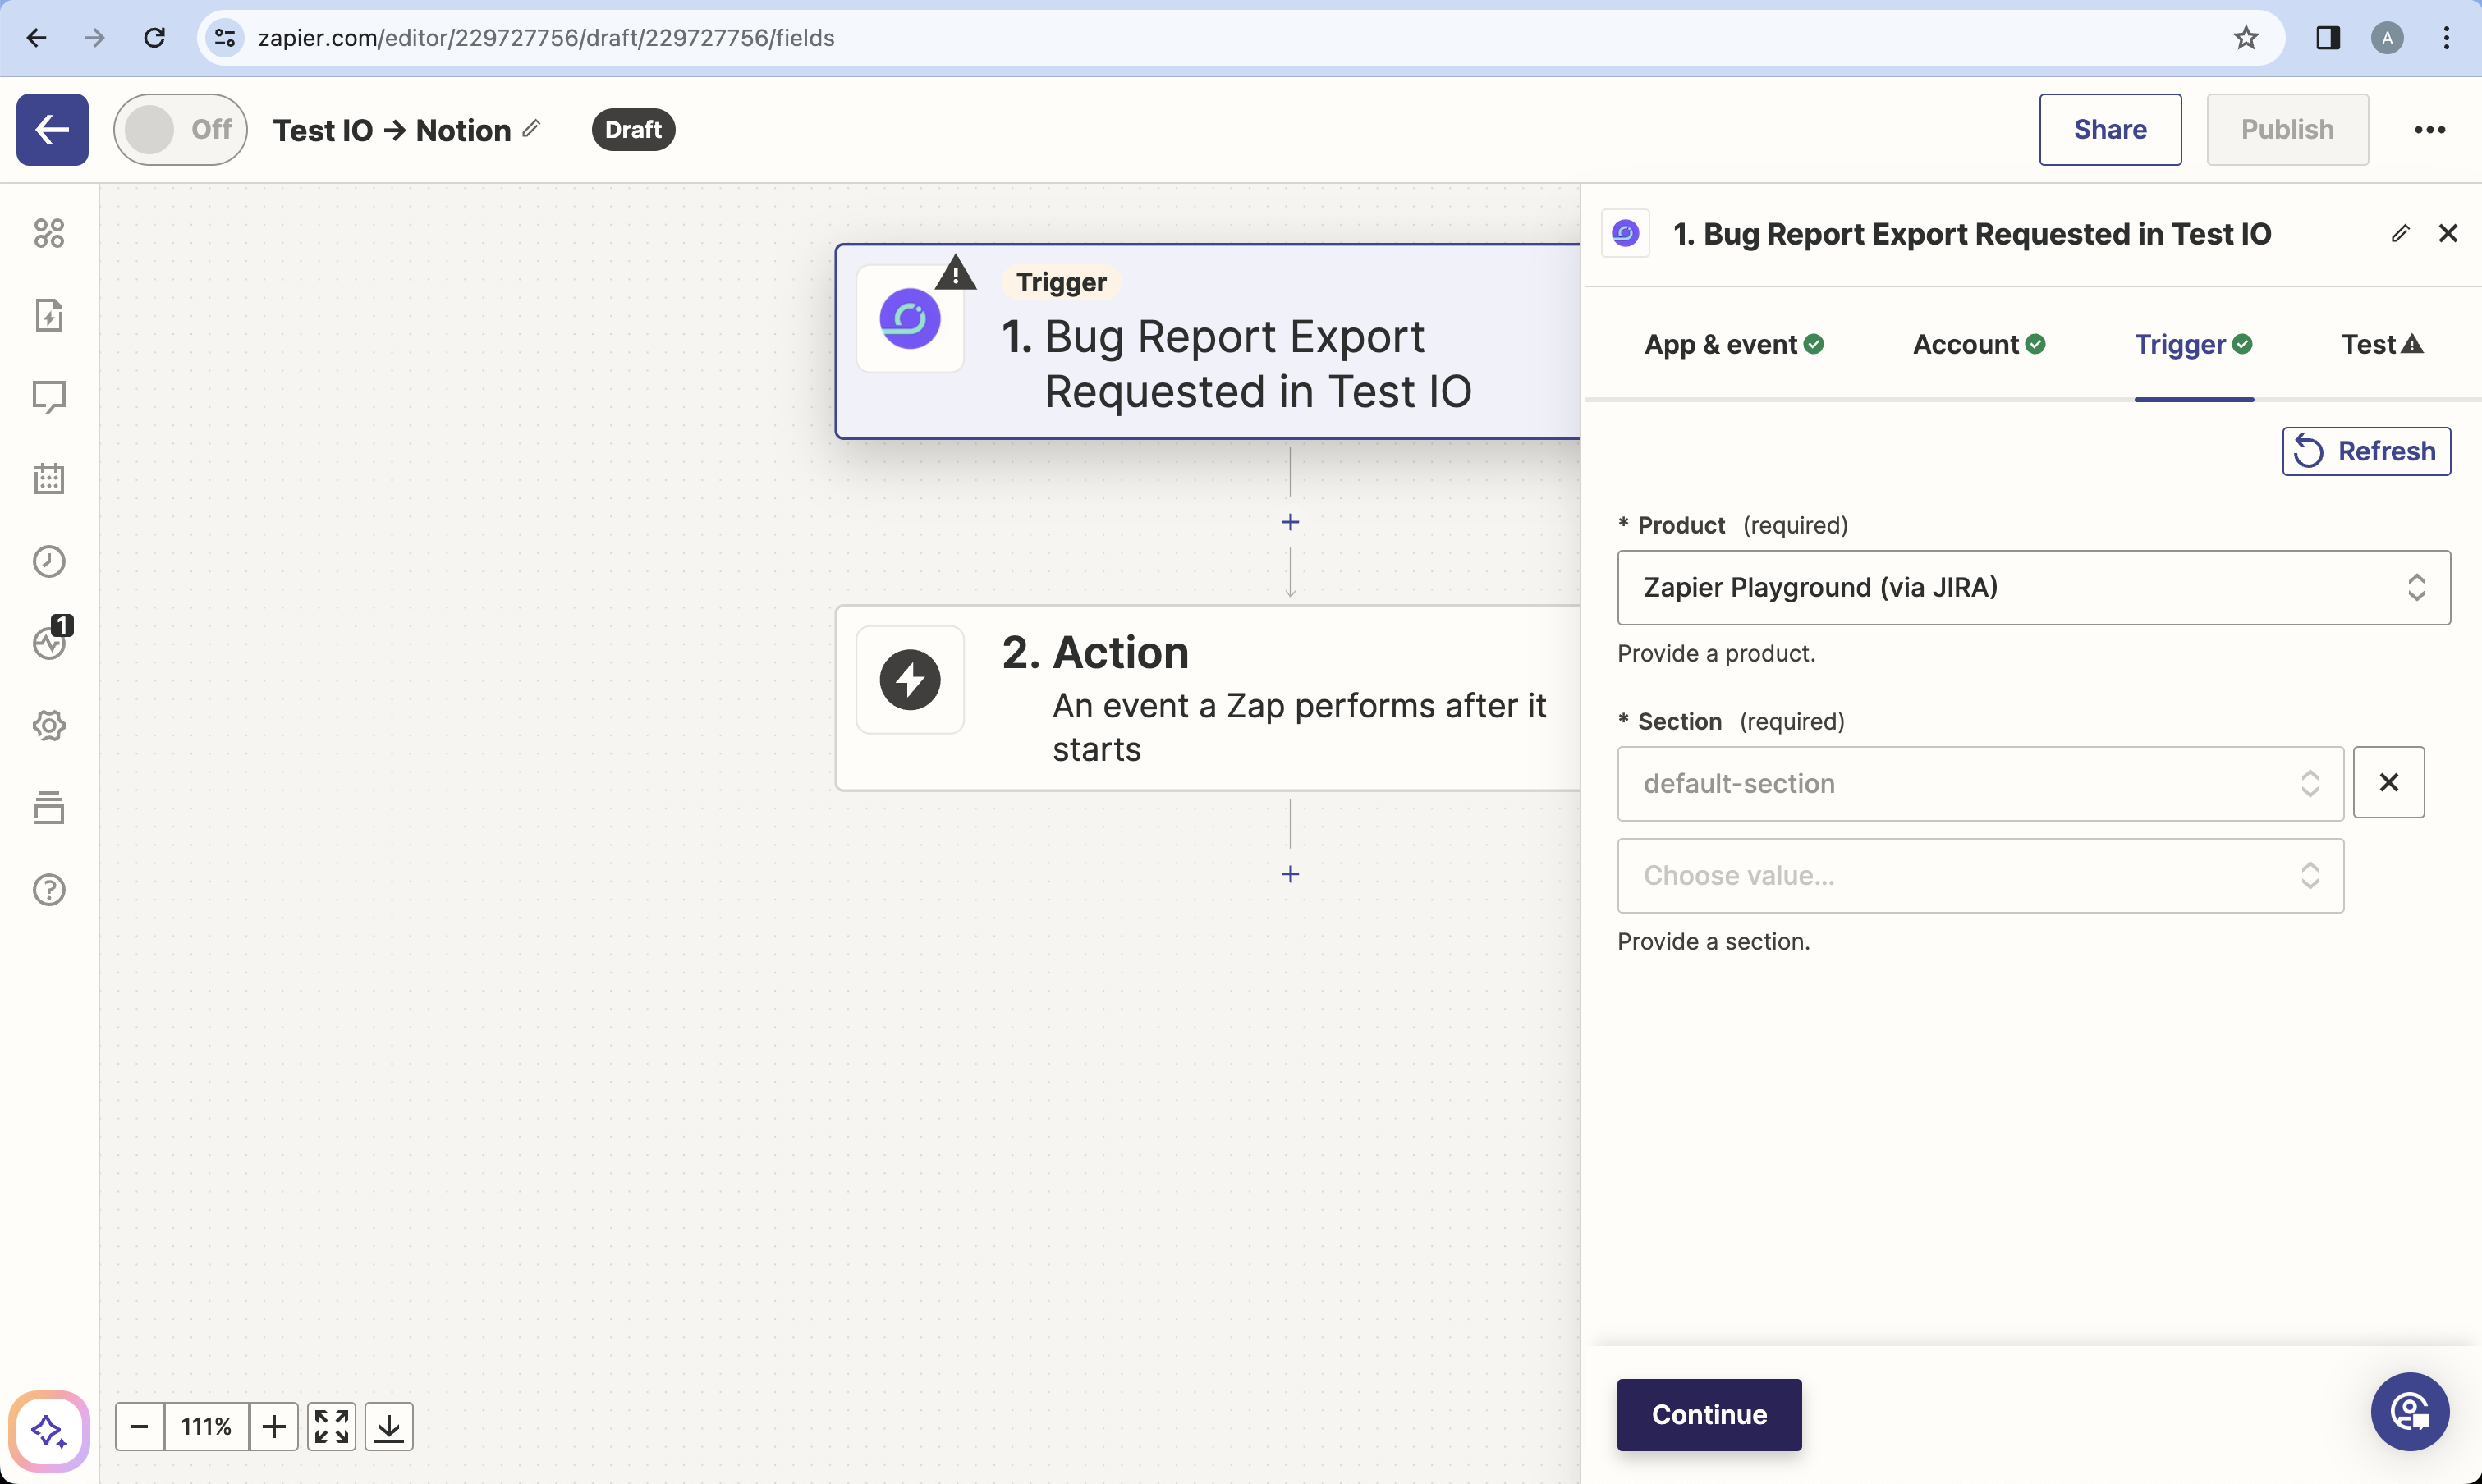 zapier.com/editor/229727756/draft/229727756/fields
A
Off
Test IO → Notion
Draft
Share
Publish
Trigger
1. Bug Report Export
Requested in Test IO
2. Action
An event a Zap performs after it
starts
1
111%
1. Bug Report Export Requested in Test IO
App & event
Account
Trigger
Test
Refresh
* Product (required)
Zapier Playground (via JIRA)
Provide a product.
* Section (required)
default-section
Choose value...
Provide a section.
Continue